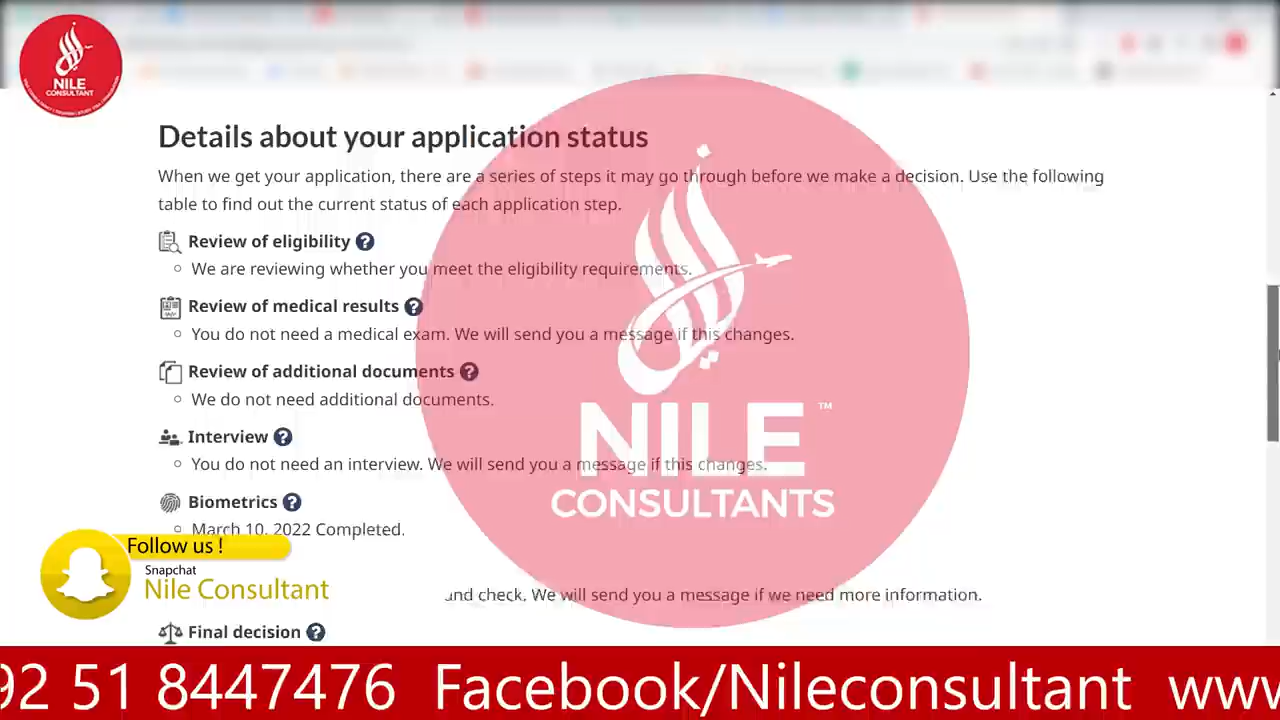 NILE
CONSULTANT
Details about your application status
When we get your application, there are a series of steps it may go through before we make a decision. Use the following
table to find out the current status of each application step.
Review of eligibility ?
We are reviewing whether you meet the eligibility requirements.
Review of medical results ?
You do not need a medical exam. We will send you a message if this changes.
Review of additional documents ?
We do not need additional documents.
Interview ?
You do not need an interview. We will send you a message if this changes.
Biometrics ?
March 10, 2022 Completed.
NILE ™
CONSULTANTS
Follow us !
Snapchat
Nile Consultant
und check. We will send you a message if we need more information.
Final decision ?
92 51 8447476 Facebook/Nileconsultant www